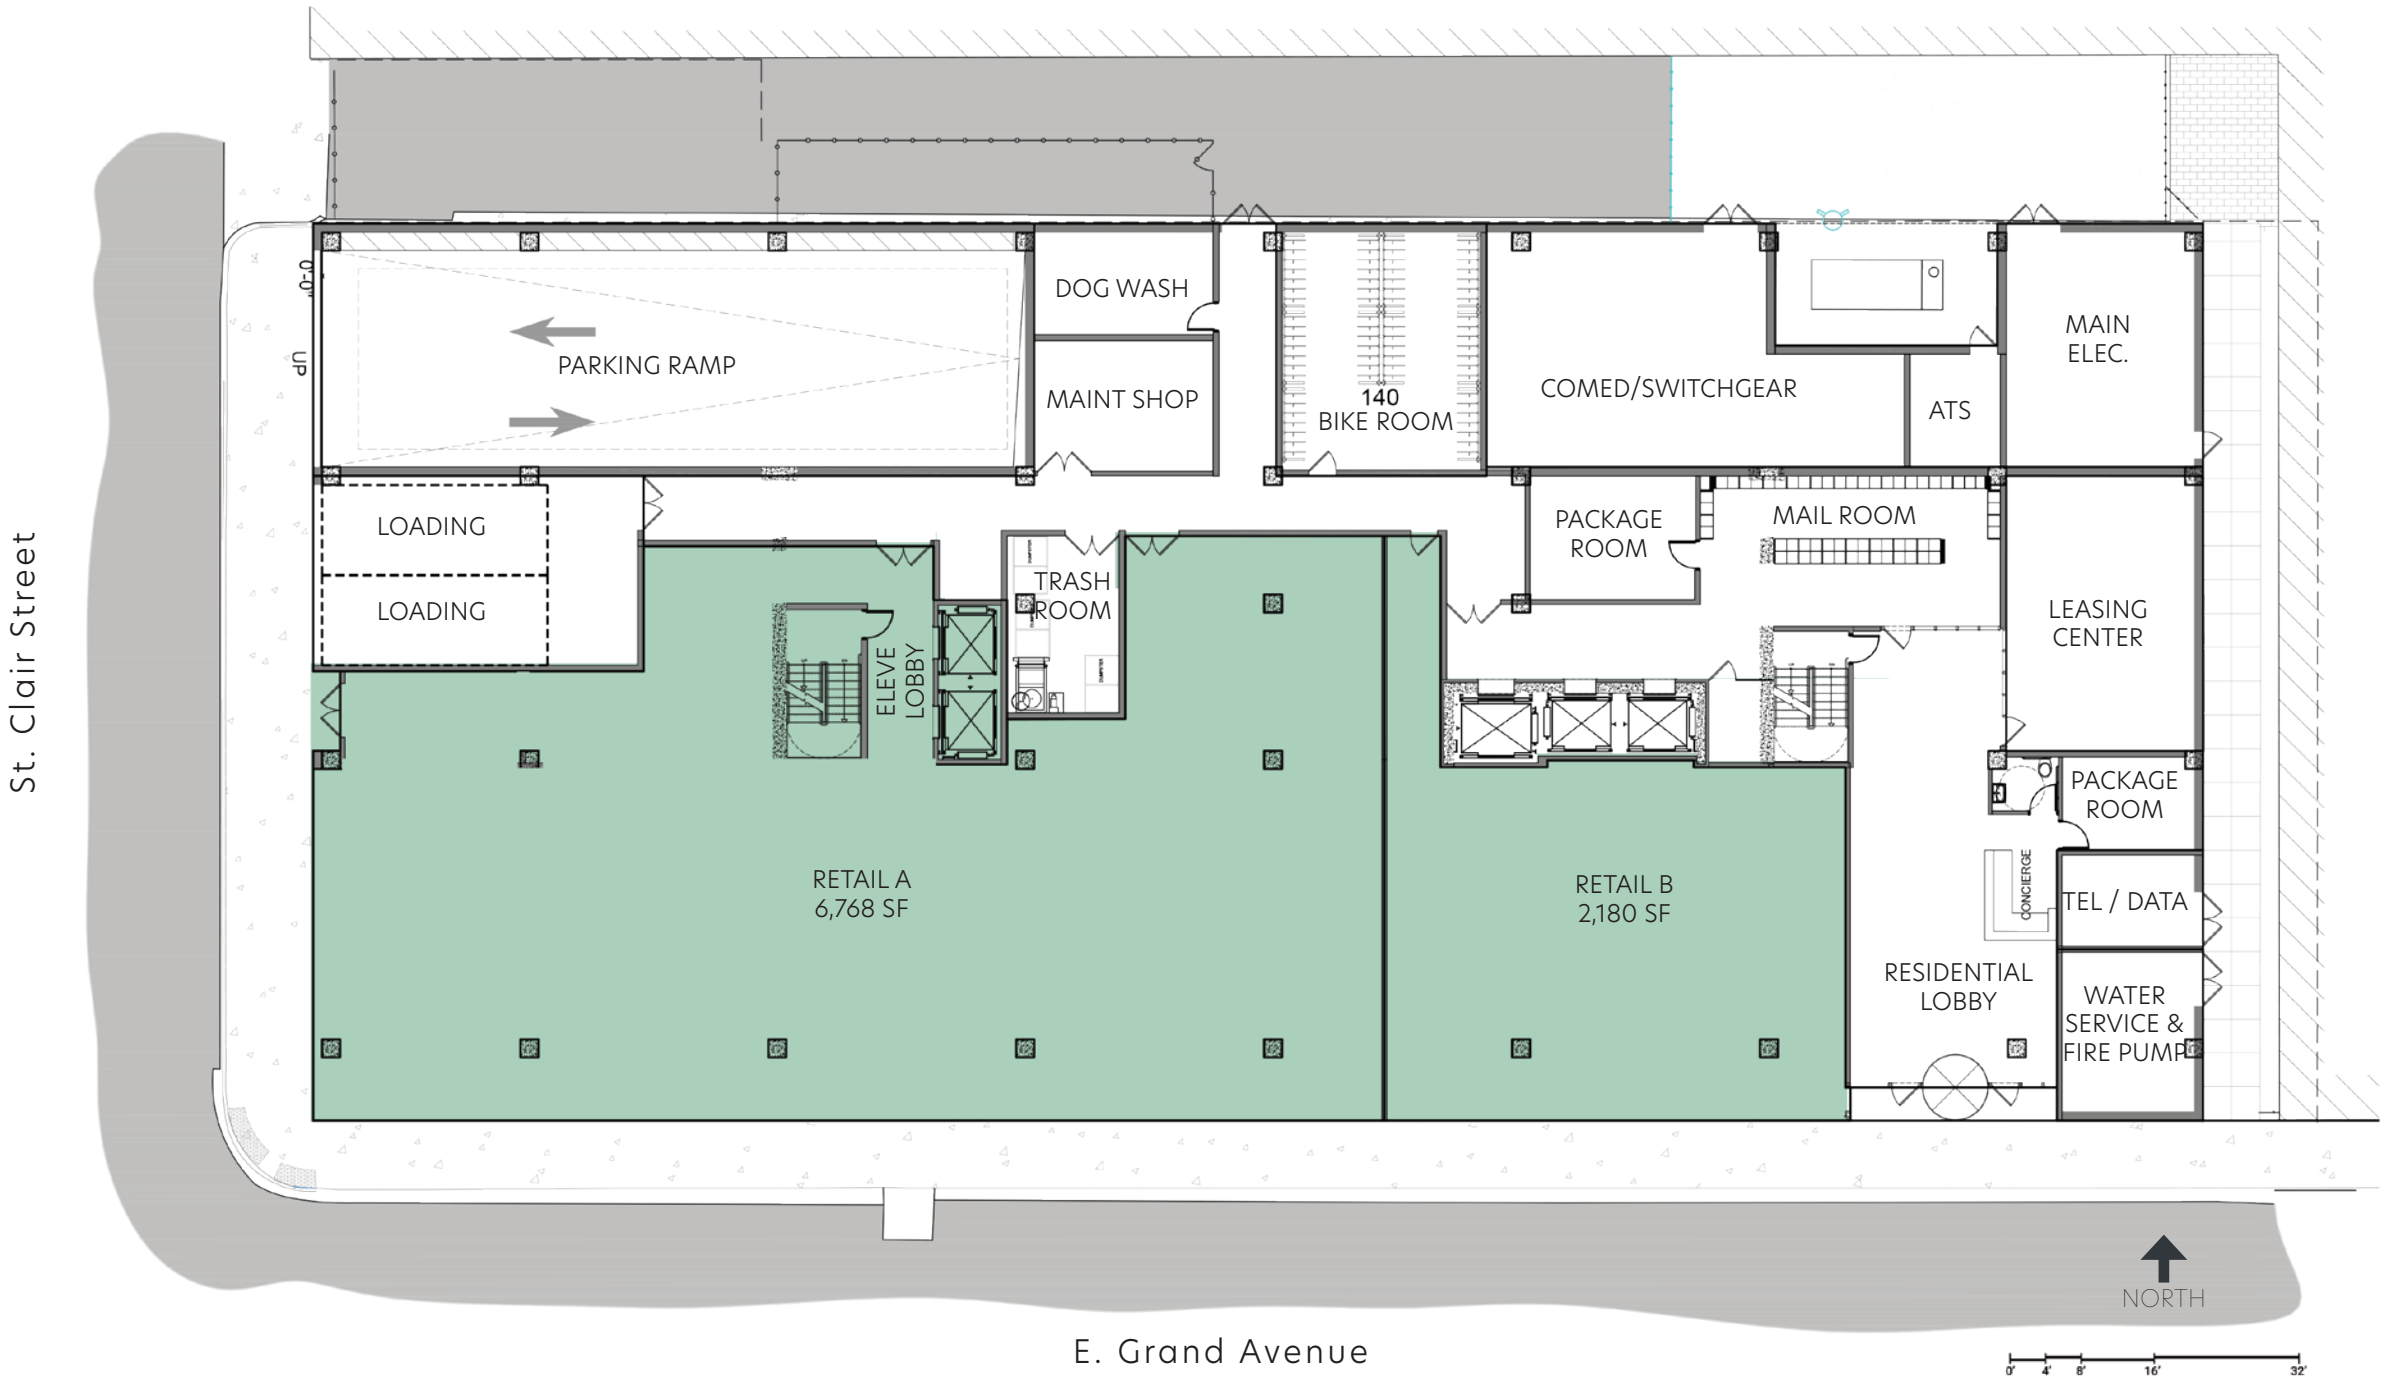 0'-0"
UP
DOG WASH
MAINT SHOP
PARKING RAMP
140
BIKE ROOM
COMED/SWITCHGEAR
ATS
MAIN
ELEC.
LOADING
LOADING
ELEVE
LOBBY
DUMPSTER
TRASH
ROOM
DUMPSTER
PACKAGE
ROOM
MAIL ROOM
LEASING
CENTER
PACKAGE
ROOM
CONCIERGE
TEL / DATA
RETAIL A
6,768 SF
RETAIL B
2,180 SF
RESIDENTIAL
LOBBY
WATER
SERVICE &
FIRE PUMP
St. Clair Street
E. Grand Avenue
NORTH
0' 4' 8' 16' 32'